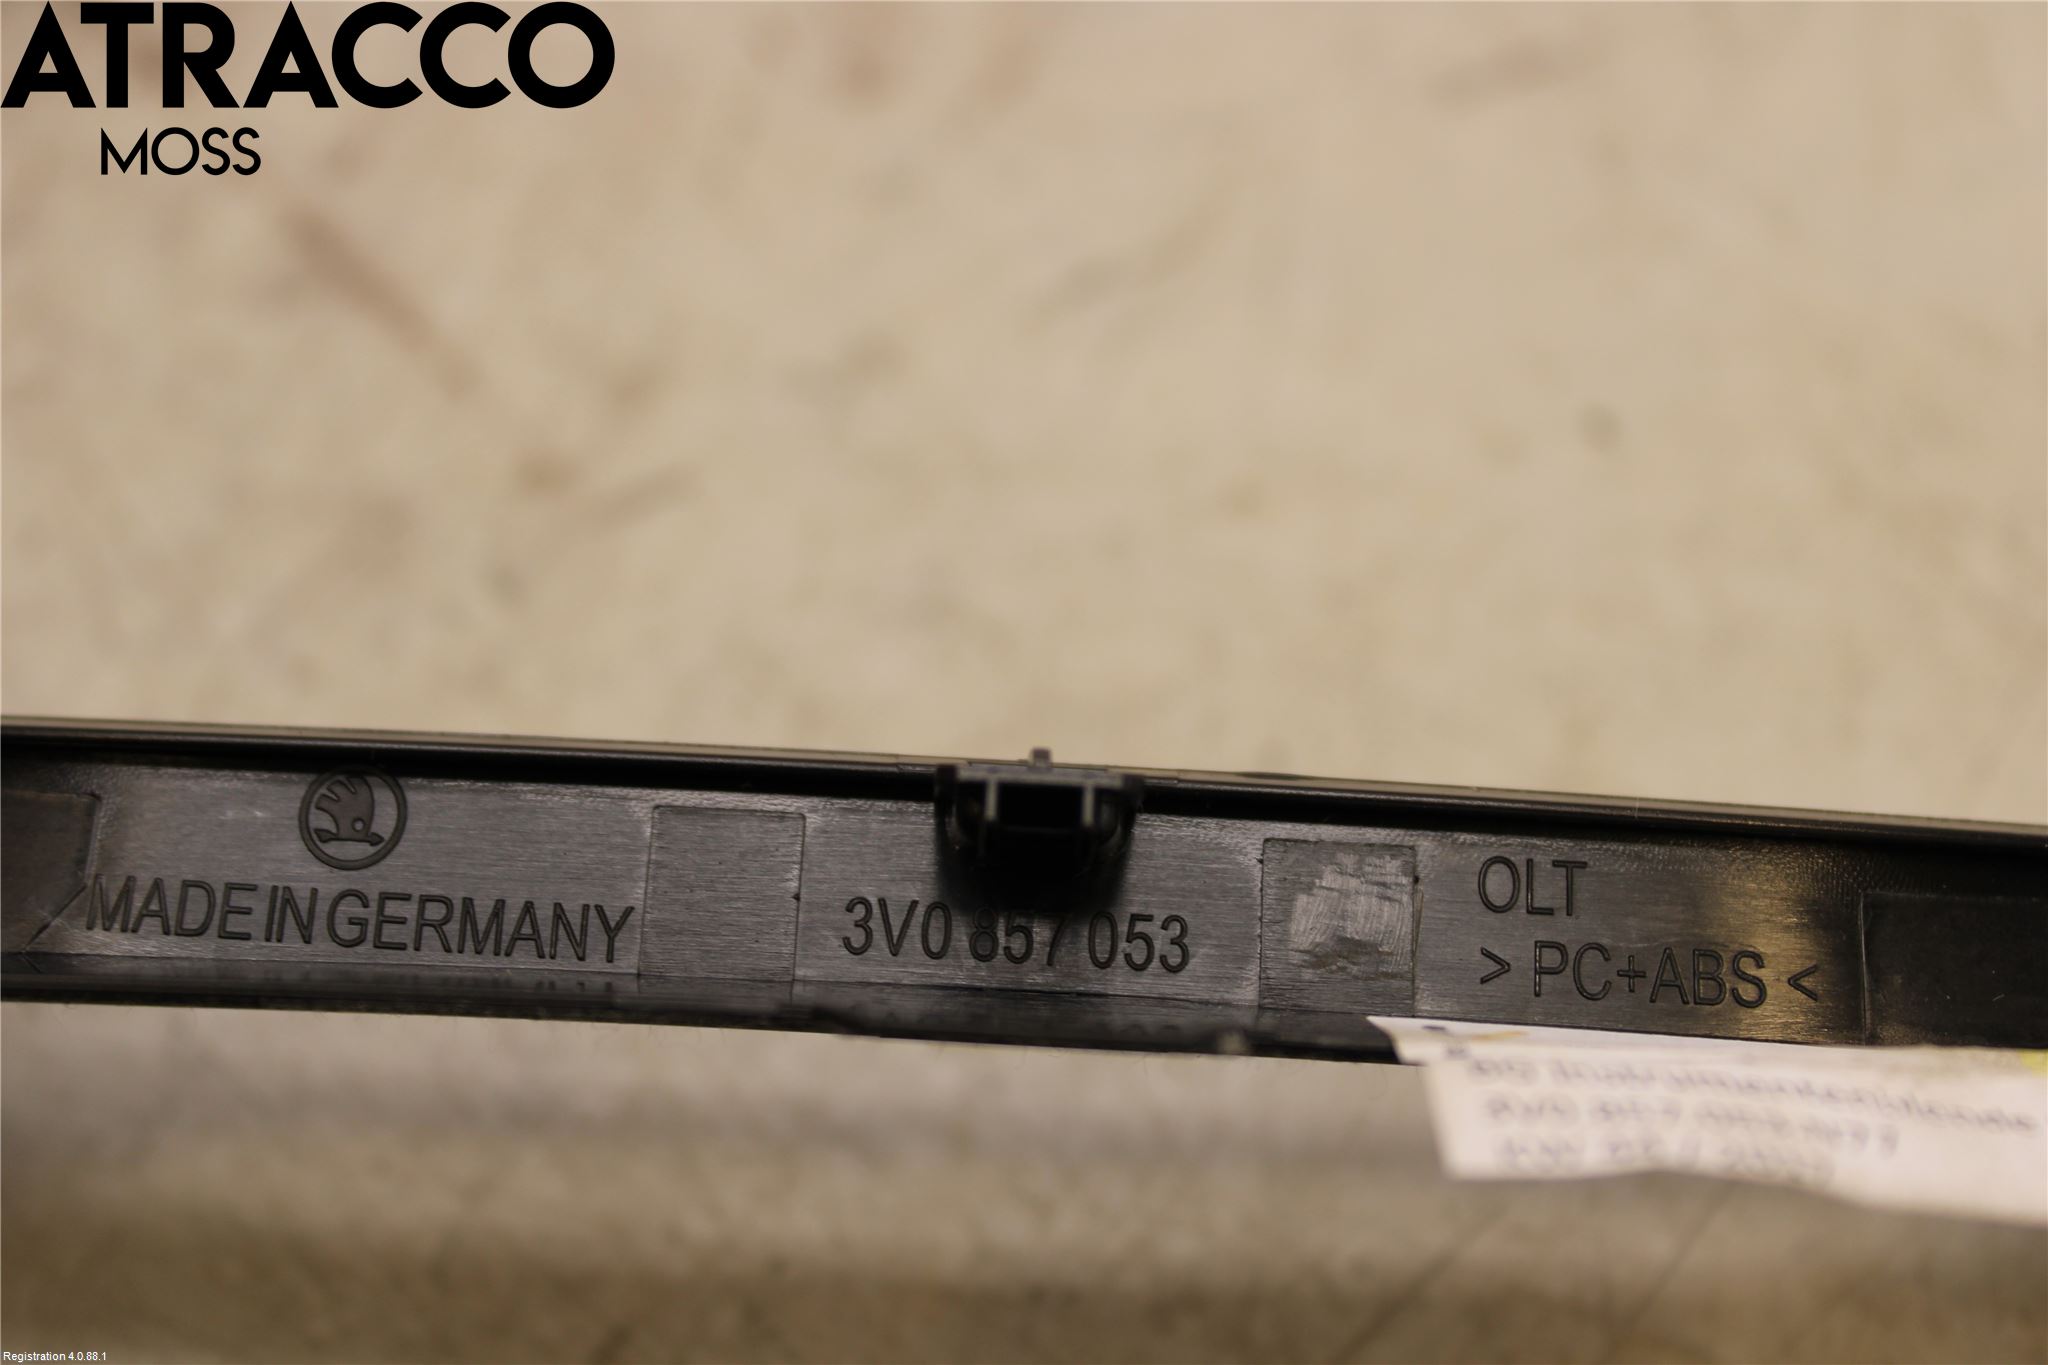 ATRACCO
MOSS
MADE IN GERMANY
3V0 857 053
OLT
> PC+ABS <
Registration 4.0.88.1